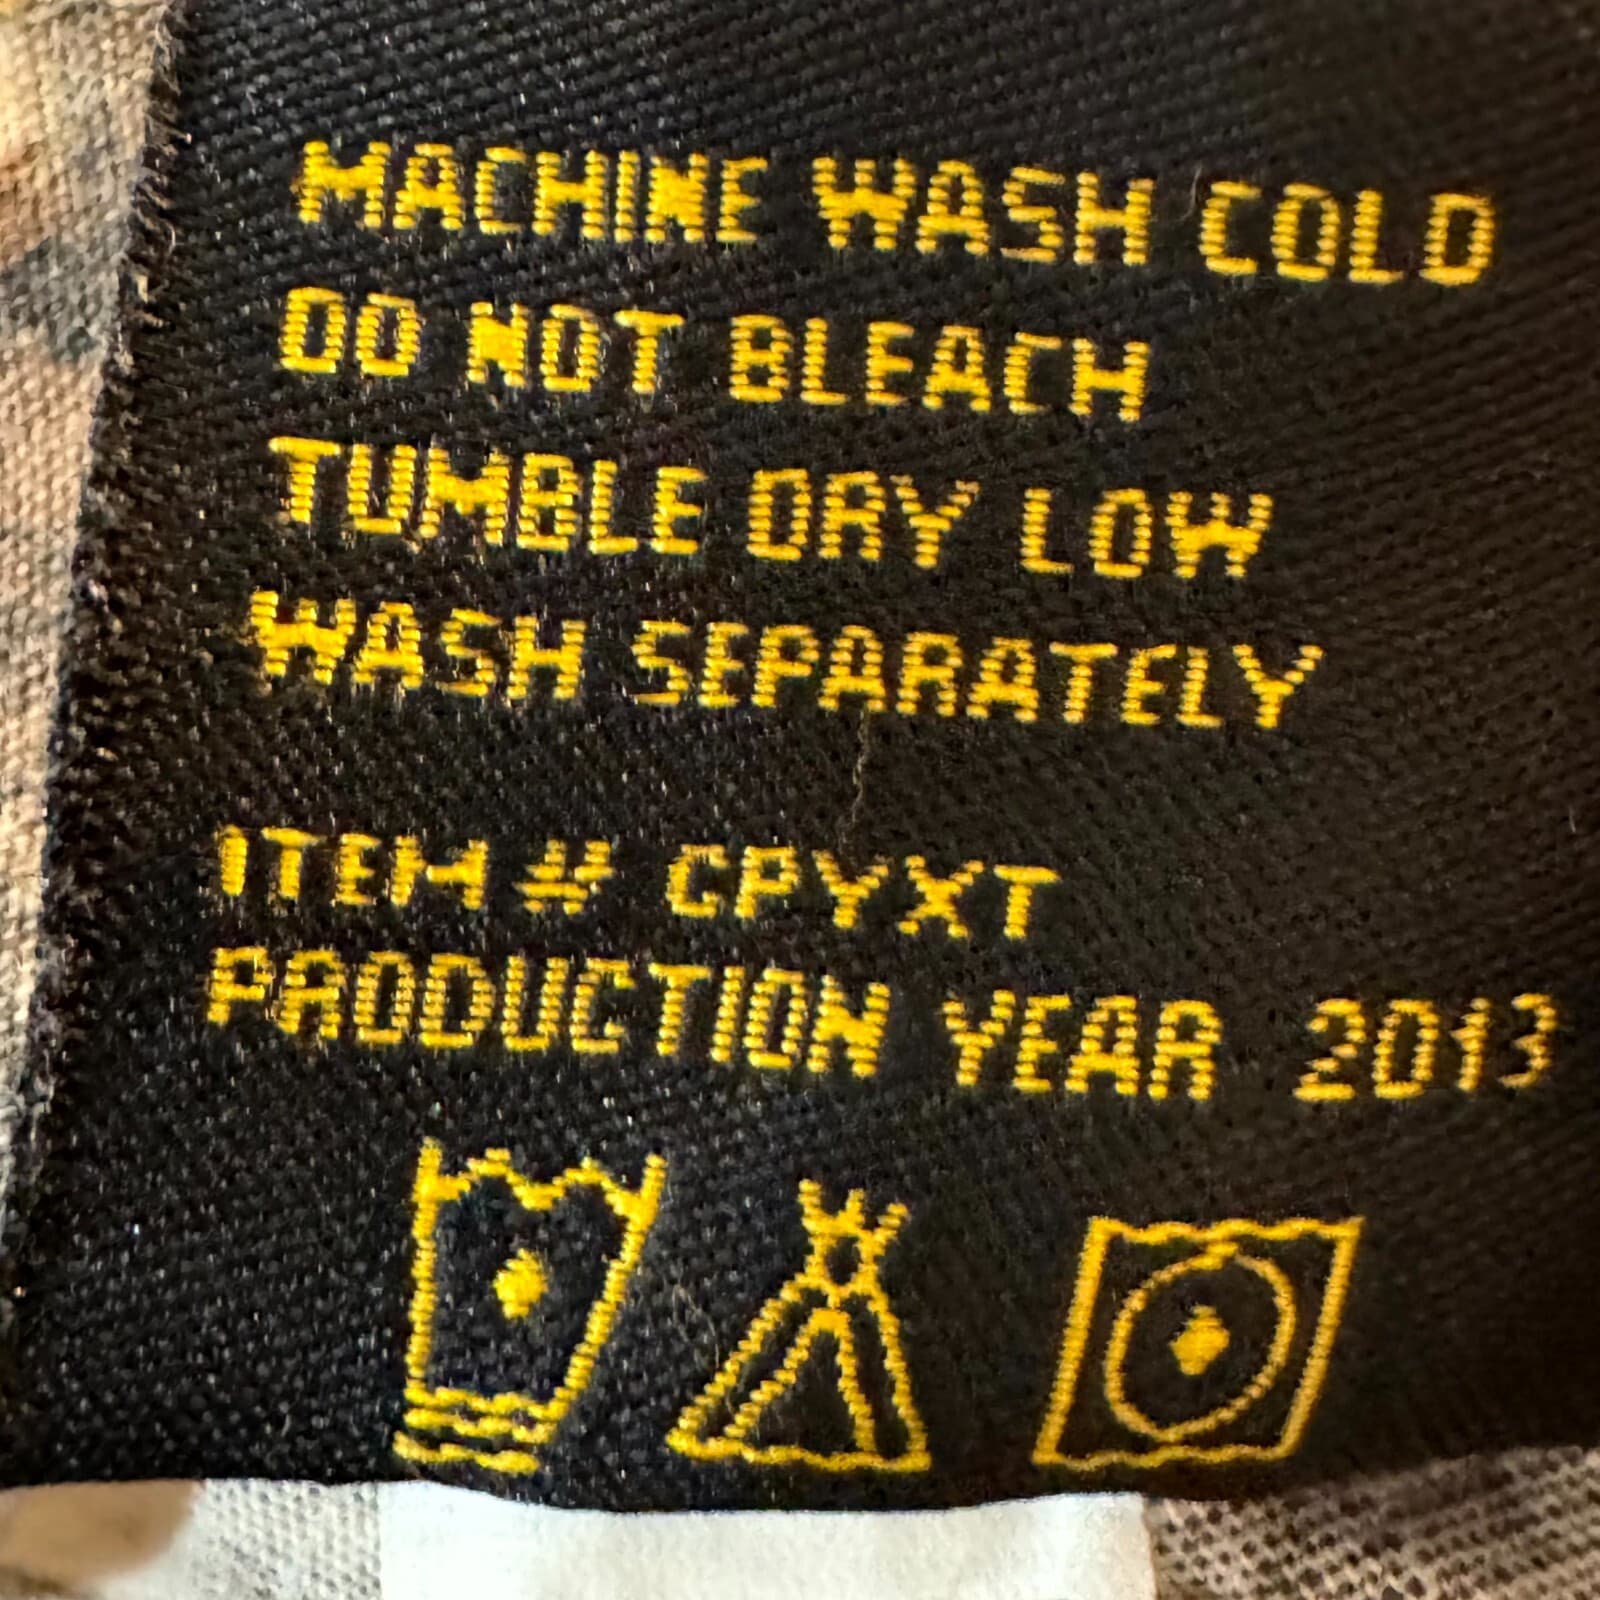 MACHINE WASH COLD
DO NOT BLEACH
TUMBLE DRY LOW
WASH SEPARATELY
ITEM # CPYXT
PRODUCTION YEAR 2013